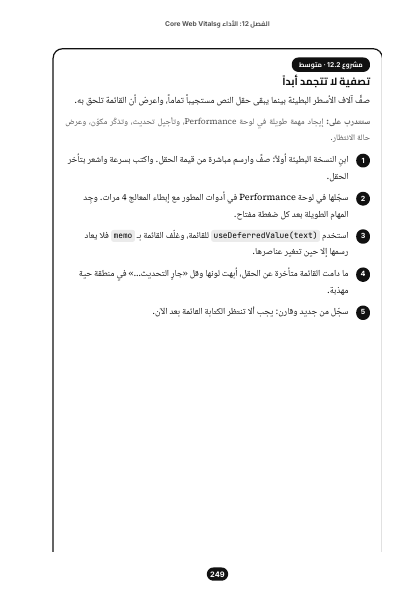 الفصل 12: الأداء وCore Web Vitals
مشروع 12.2 · متوسط
تصفية لا تتجمد أبداً
صفِّ آلاف الأسطر البطيئة بينما يبقى حقل النص مستجيباً تماماً، واعرض أن القائمة تلحق به.
ستتدرب على: إيجاد مهمة طويلة في لوحة Performance، وتأجيل تحديث، وتذكّر مكوّن، وعرض
حالة الانتظار.
1 ابنِ النسخة البطيئة أولاً: صفِّ وارسم مباشرة من قيمة الحقل. واكتب بسرعة واشعر بتأخر
الحقل.
2 سجّلها في لوحة Performance في أدوات المطور مع إبطاء المعالج 4 مرات. وجِد
المهام الطويلة بعد كل ضغطة مفتاح.
3 استخدم useDeferredValue(text) للقائمة، وغلّف القائمة بـ memo فلا يعاد
رسمها إلا حين تتغير عناصرها.
4 ما دامت القائمة متأخرة عن الحقل، أبهت لونها وقل «جارٍ التحديث…» في منطقة حية
مهذبة.
5 سجّل من جديد وقارن: يجب ألا تنتظر الكتابة القائمة بعد الآن.
249